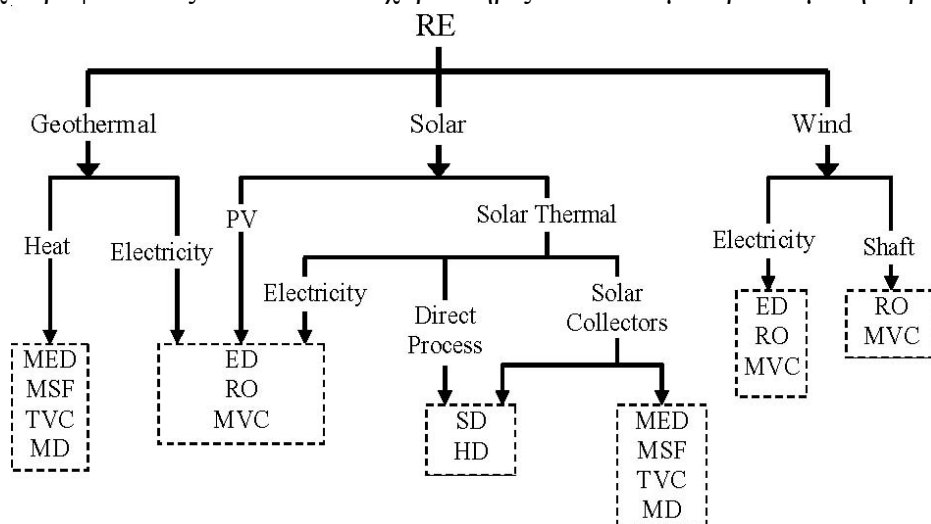 RE
Geothermal
Solar
Wind
PV
Solar Thermal
Heat
Electricity
Electricity
Direct
Process
Solar
Collectors
Electricity
Shaft
MED
MSF
TVC
MD
ED
RO
MVC
SD
HD
MED
MSF
TVC
MD
ED
RO
MVC
RO
MVC